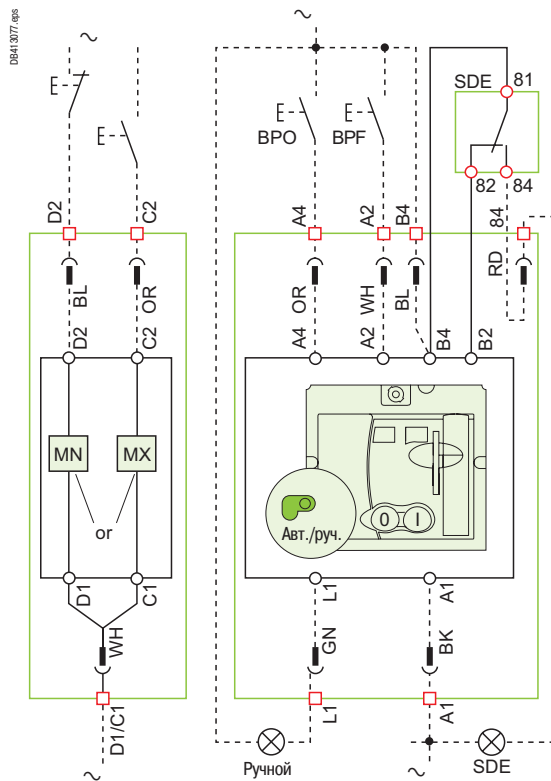 DB413077.eps
~
~
SDE
81
BPO
BPF
82
84
D2
C2
A4
A2
B4
84
BL
OR
OR
WH
BL
RD
D2
C2
A4
A2
B4
B2
MN
MX
or
Авт./руч.
O
I
D1
C1
L1
A1
WH
GN
BK
D1/C1
L1
A1
~
Ручной
~
SDE